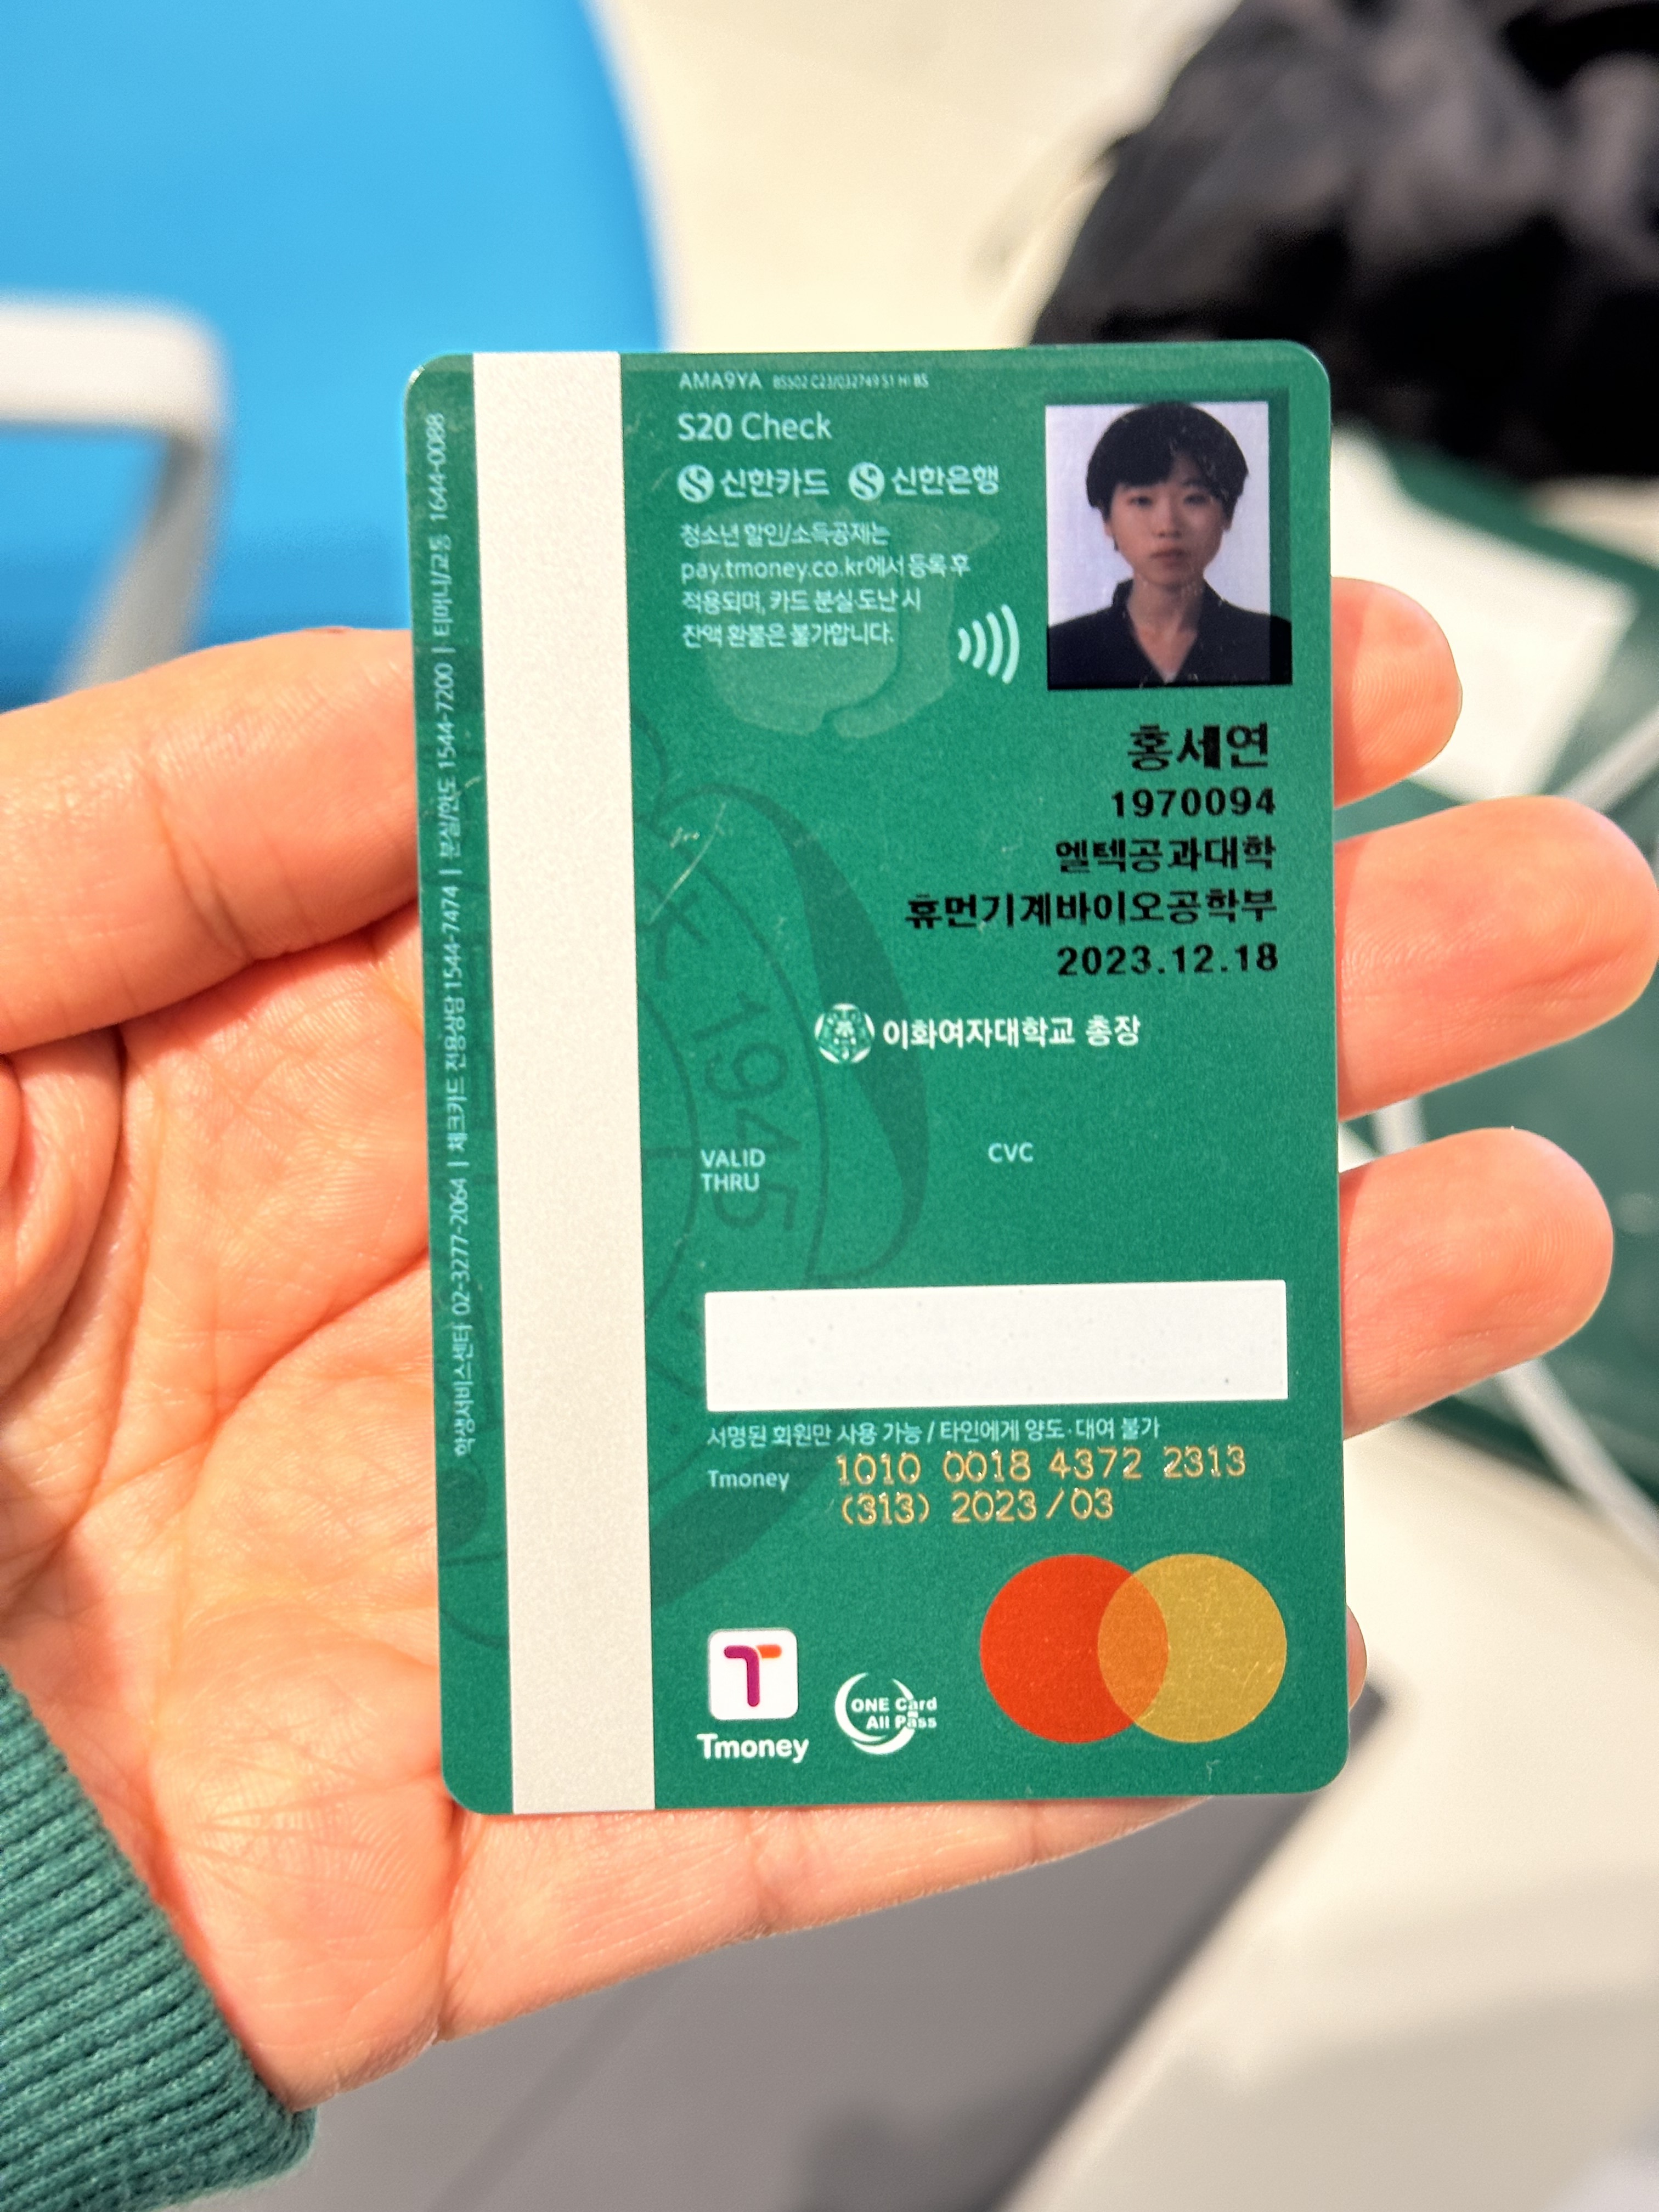 AMA9YA
S20 Check
신한카드 신한은행
청소년 할인/소득공제는
pay.tmoney.co.kr에서 등록 후
적용되며, 카드 분실·도난 시
잔액 환불은 불가합니다.
홍세연
1970094
엘텍공과대학
휴먼기계바이오공학부
2023.12.18
이화여자대학교 총장
1945
VALID
THRU
CVC
서명된 회원만 사용 가능 / 타인에게 양도·대여 불가
Tmoney 1010 0018 4372 2313
(313) 2023/03
T
Tmoney
ONE Card
All Pass
학생서비스센터 02-3277-2064 | 체크카드 전용상담 1544-7474 | 분실/한도 1544-7200 | 티머니/교통 1644-0088